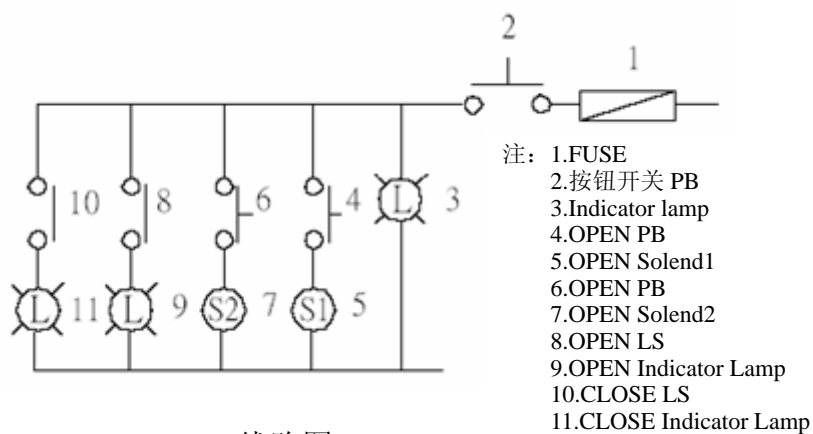 2
1
10
8
6
4
L
3
注：1.FUSE
2.按钮开关 PB
3.Indicator lamp
4.OPEN PB
5.OPEN Solend1
6.OPEN PB
7.OPEN Solend2
8.OPEN LS
9.OPEN Indicator Lamp
10.CLOSE LS
11.CLOSE Indicator Lamp
L
11
L
9
S2
7
S1
5